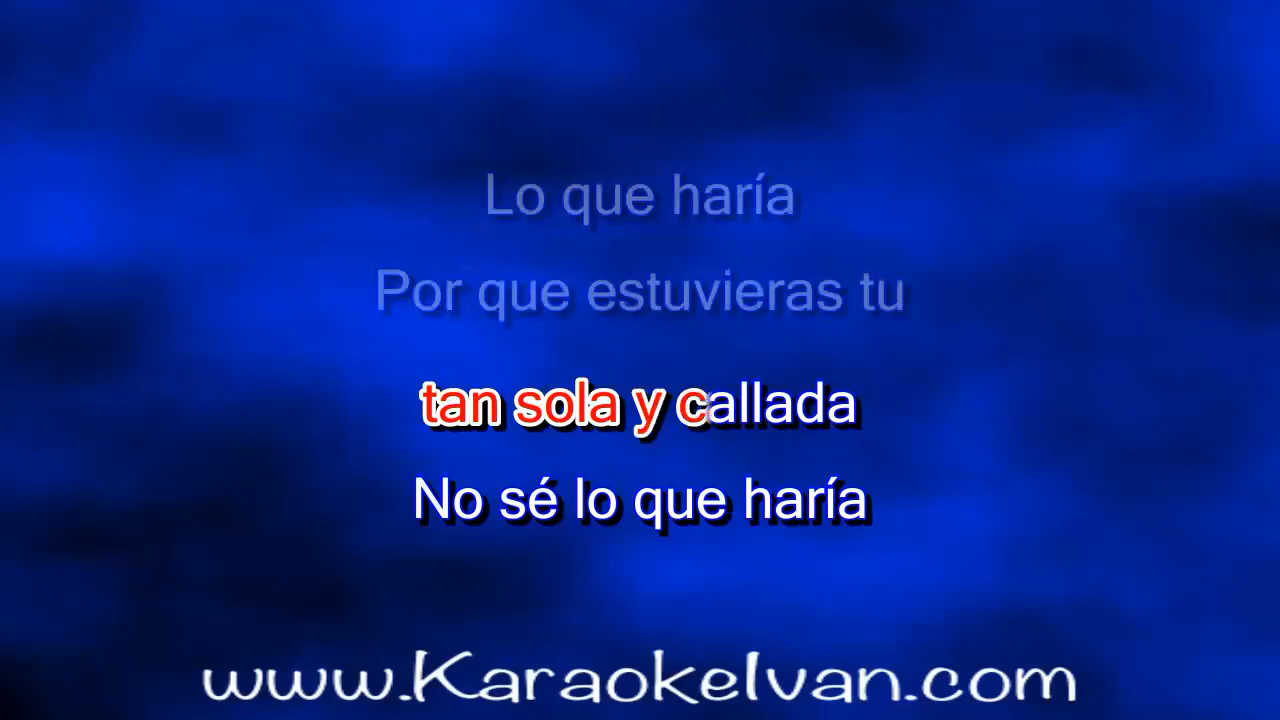 Lo que haría
Por que estuvieras tu
tan sola y callada
No sé lo que haría
www.KaraokeIvan.com